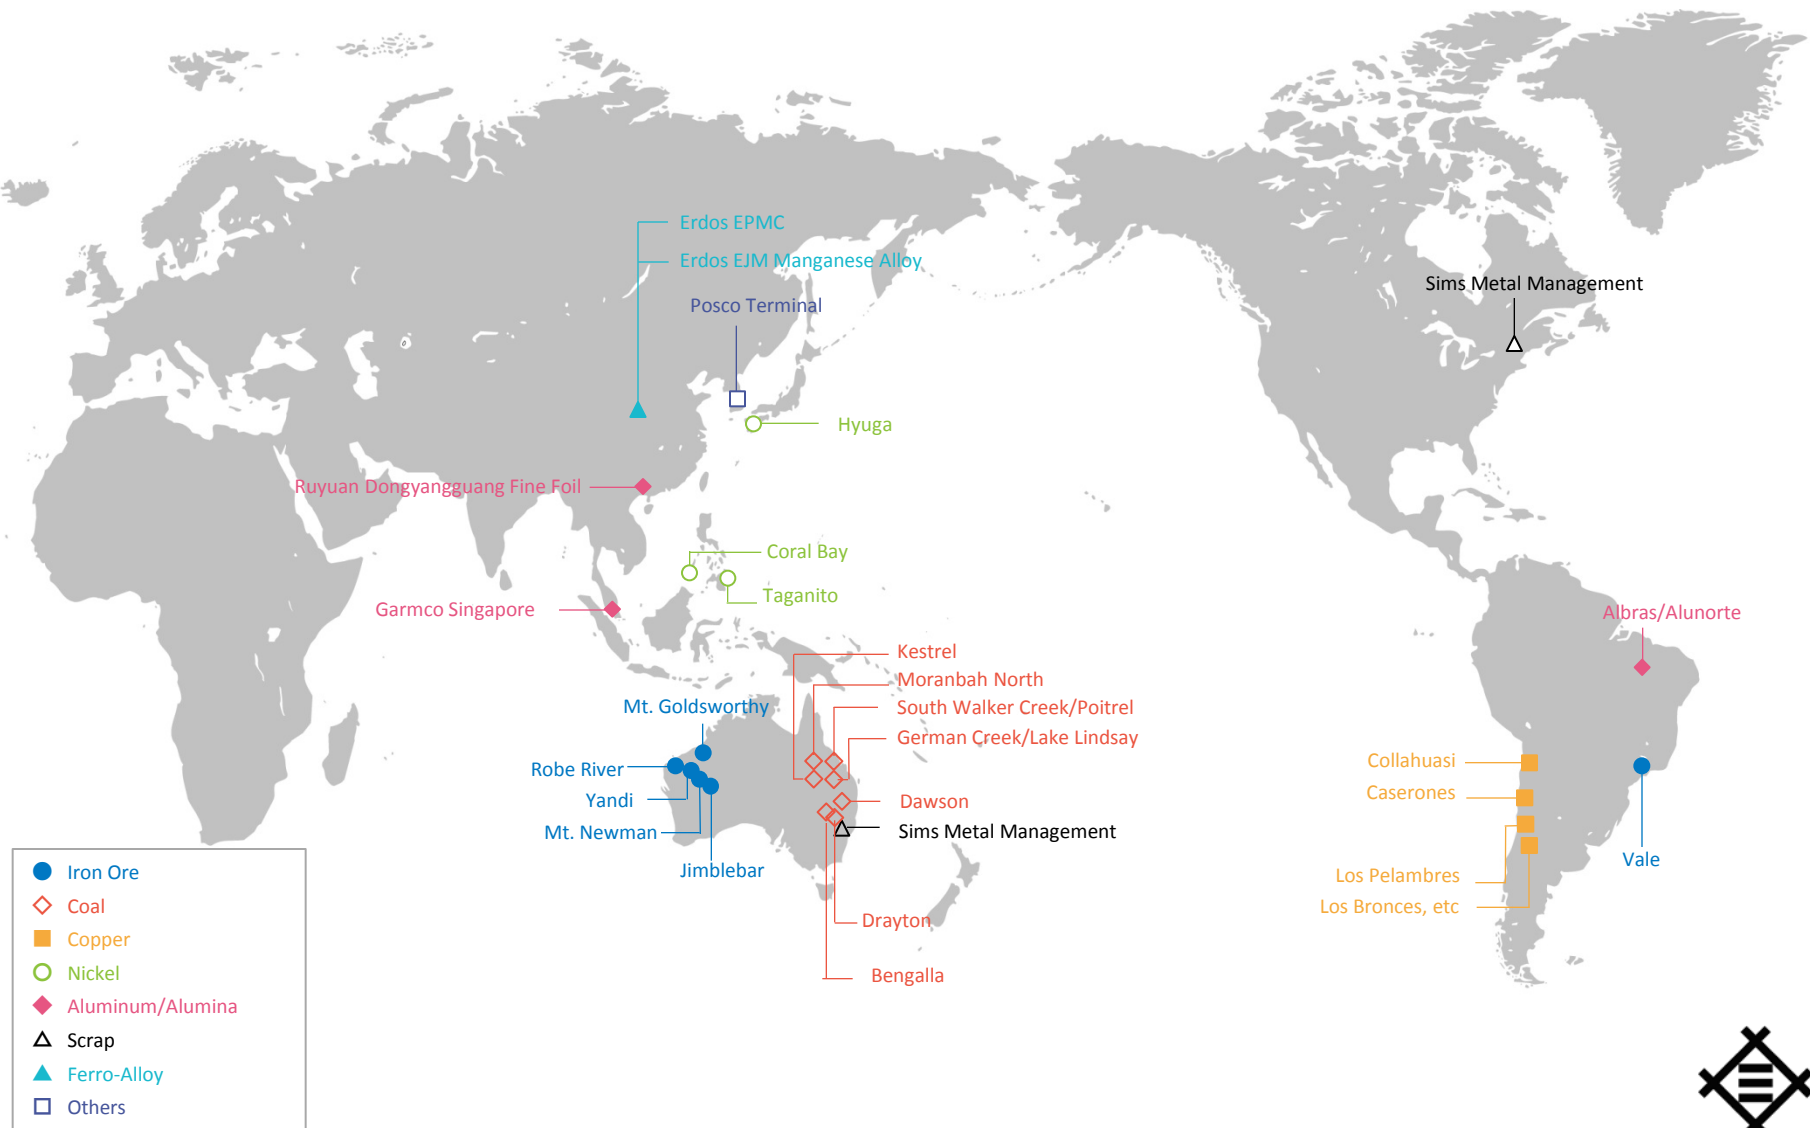 Erdos EPMC
Erdos EJM Manganese Alloy
Sims Metal Management
Posco Terminal
Hyuga
Ruyuan Dongyangguang Fine Foil
Coral Bay
Taganito
Garmco Singapore
Albras/Alunorte
Kestrel
Moranbah North
South Walker Creek/Poitrel
German Creek/Lake Lindsay
Mt. Goldsworthy
Robe River
Yandi
Mt. Newman
Jimblebar
Dawson
Sims Metal Management
Drayton
Bengalla
Collahuasi
Caserones
Los Pelambres
Los Bronces, etc
Vale
Iron Ore
Coal
Copper
Nickel
Aluminum/Alumina
Scrap
Ferro-Alloy
Others